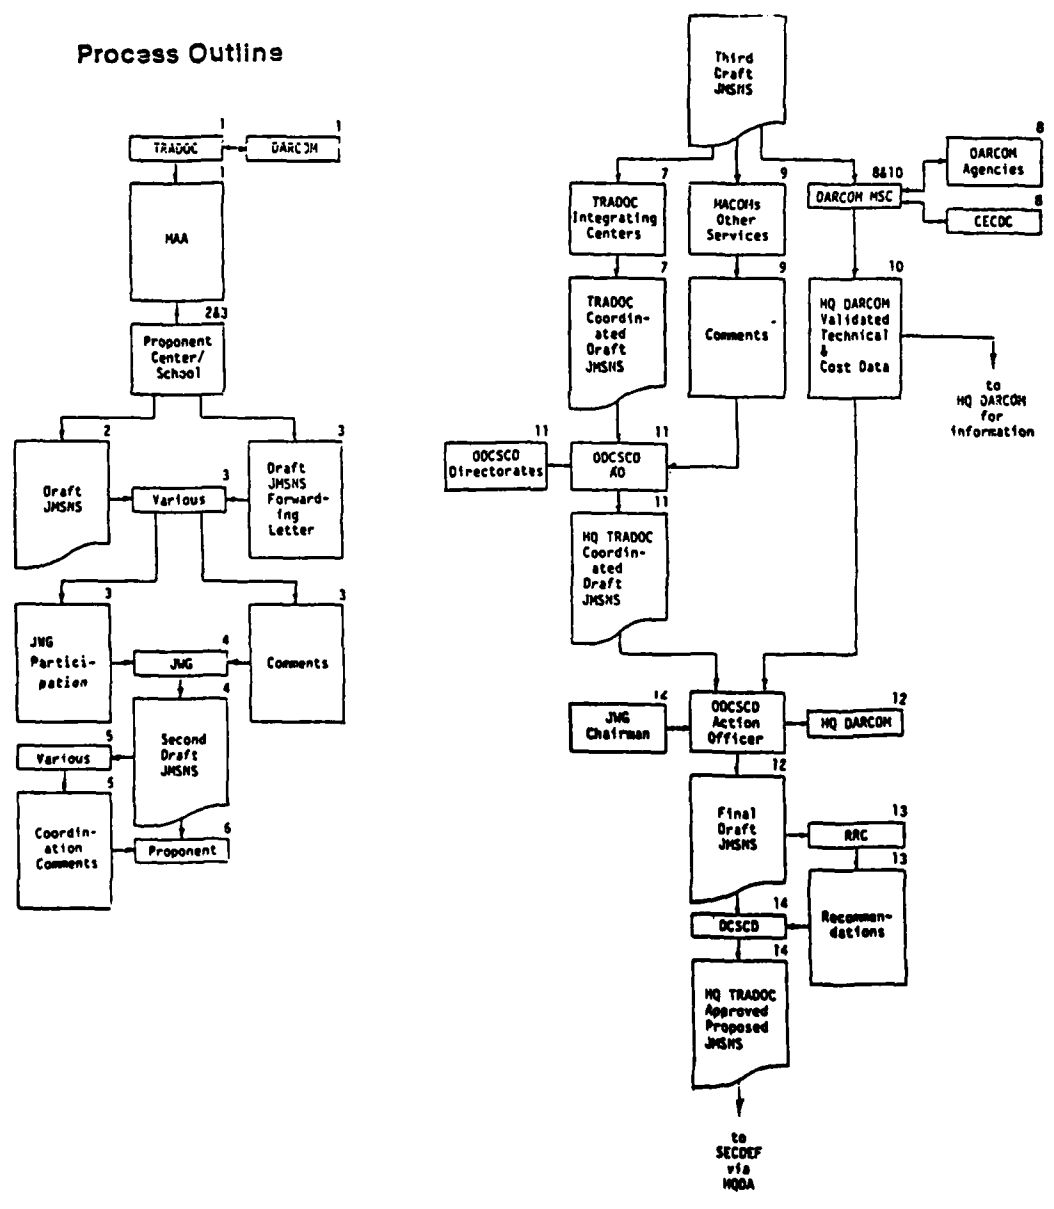 Process Outline
1
1
TRADOC
DARCOM
1
MAA
2&3
Proponent
Center/
School
2
Draft
JMSNS
3
Various
3
Draft
JMSNS
Forward-
ing
Letter
3
JWG
Partici-
pation
4
JWG
3
Comments
4
Second
Draft
JMSNS
5
Various
5
Coordin-
ation
Comments
6
Proponent
Third
Draft
JMSNS
7
TRADOC
Integrating
Centers
9
MACOMs
Other
Services
8&10
DARCOM MSC
8
DARCOM
Agencies
8
CECDC
7
TRADOC
Coordin-
ated
Draft
JMSNS
9
Comments
10
HQ DARCOM
Validated
Technical
&
Cost Data
to
HQ DARCOM
for
information
11
ODCSCD
Directorates
11
ODCSCD
AO
11
HQ TRADOC
Coordin-
ated
Draft
JMSNS
12
JWG
Chairman
ODCSCD
Action
Officer
12
HQ DARCOM
12
Final
Draft
JMSNS
13
RRC
13
Recommen-
dations
14
DCSCD
14
HQ TRADOC
Approved
Proposed
JMSNS
to
SECDEF
via
HQDA